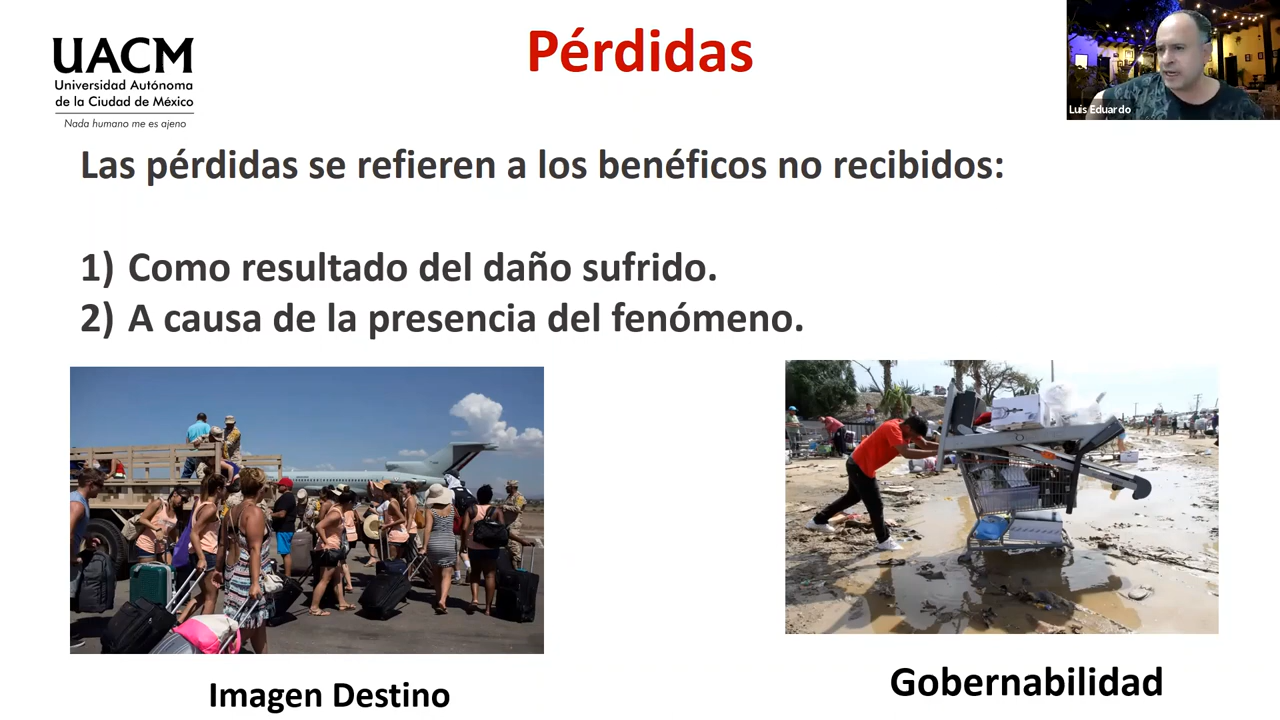 UACM
Universidad Autónoma
de la Ciudad de México
Nada humano me es ajeno
Pérdidas
Luis Eduardo
Las pérdidas se refieren a los benéficos no recibidos:
1) Como resultado del daño sufrido.
2) A causa de la presencia del fenómeno.
Imagen Destino
Gobernabilidad